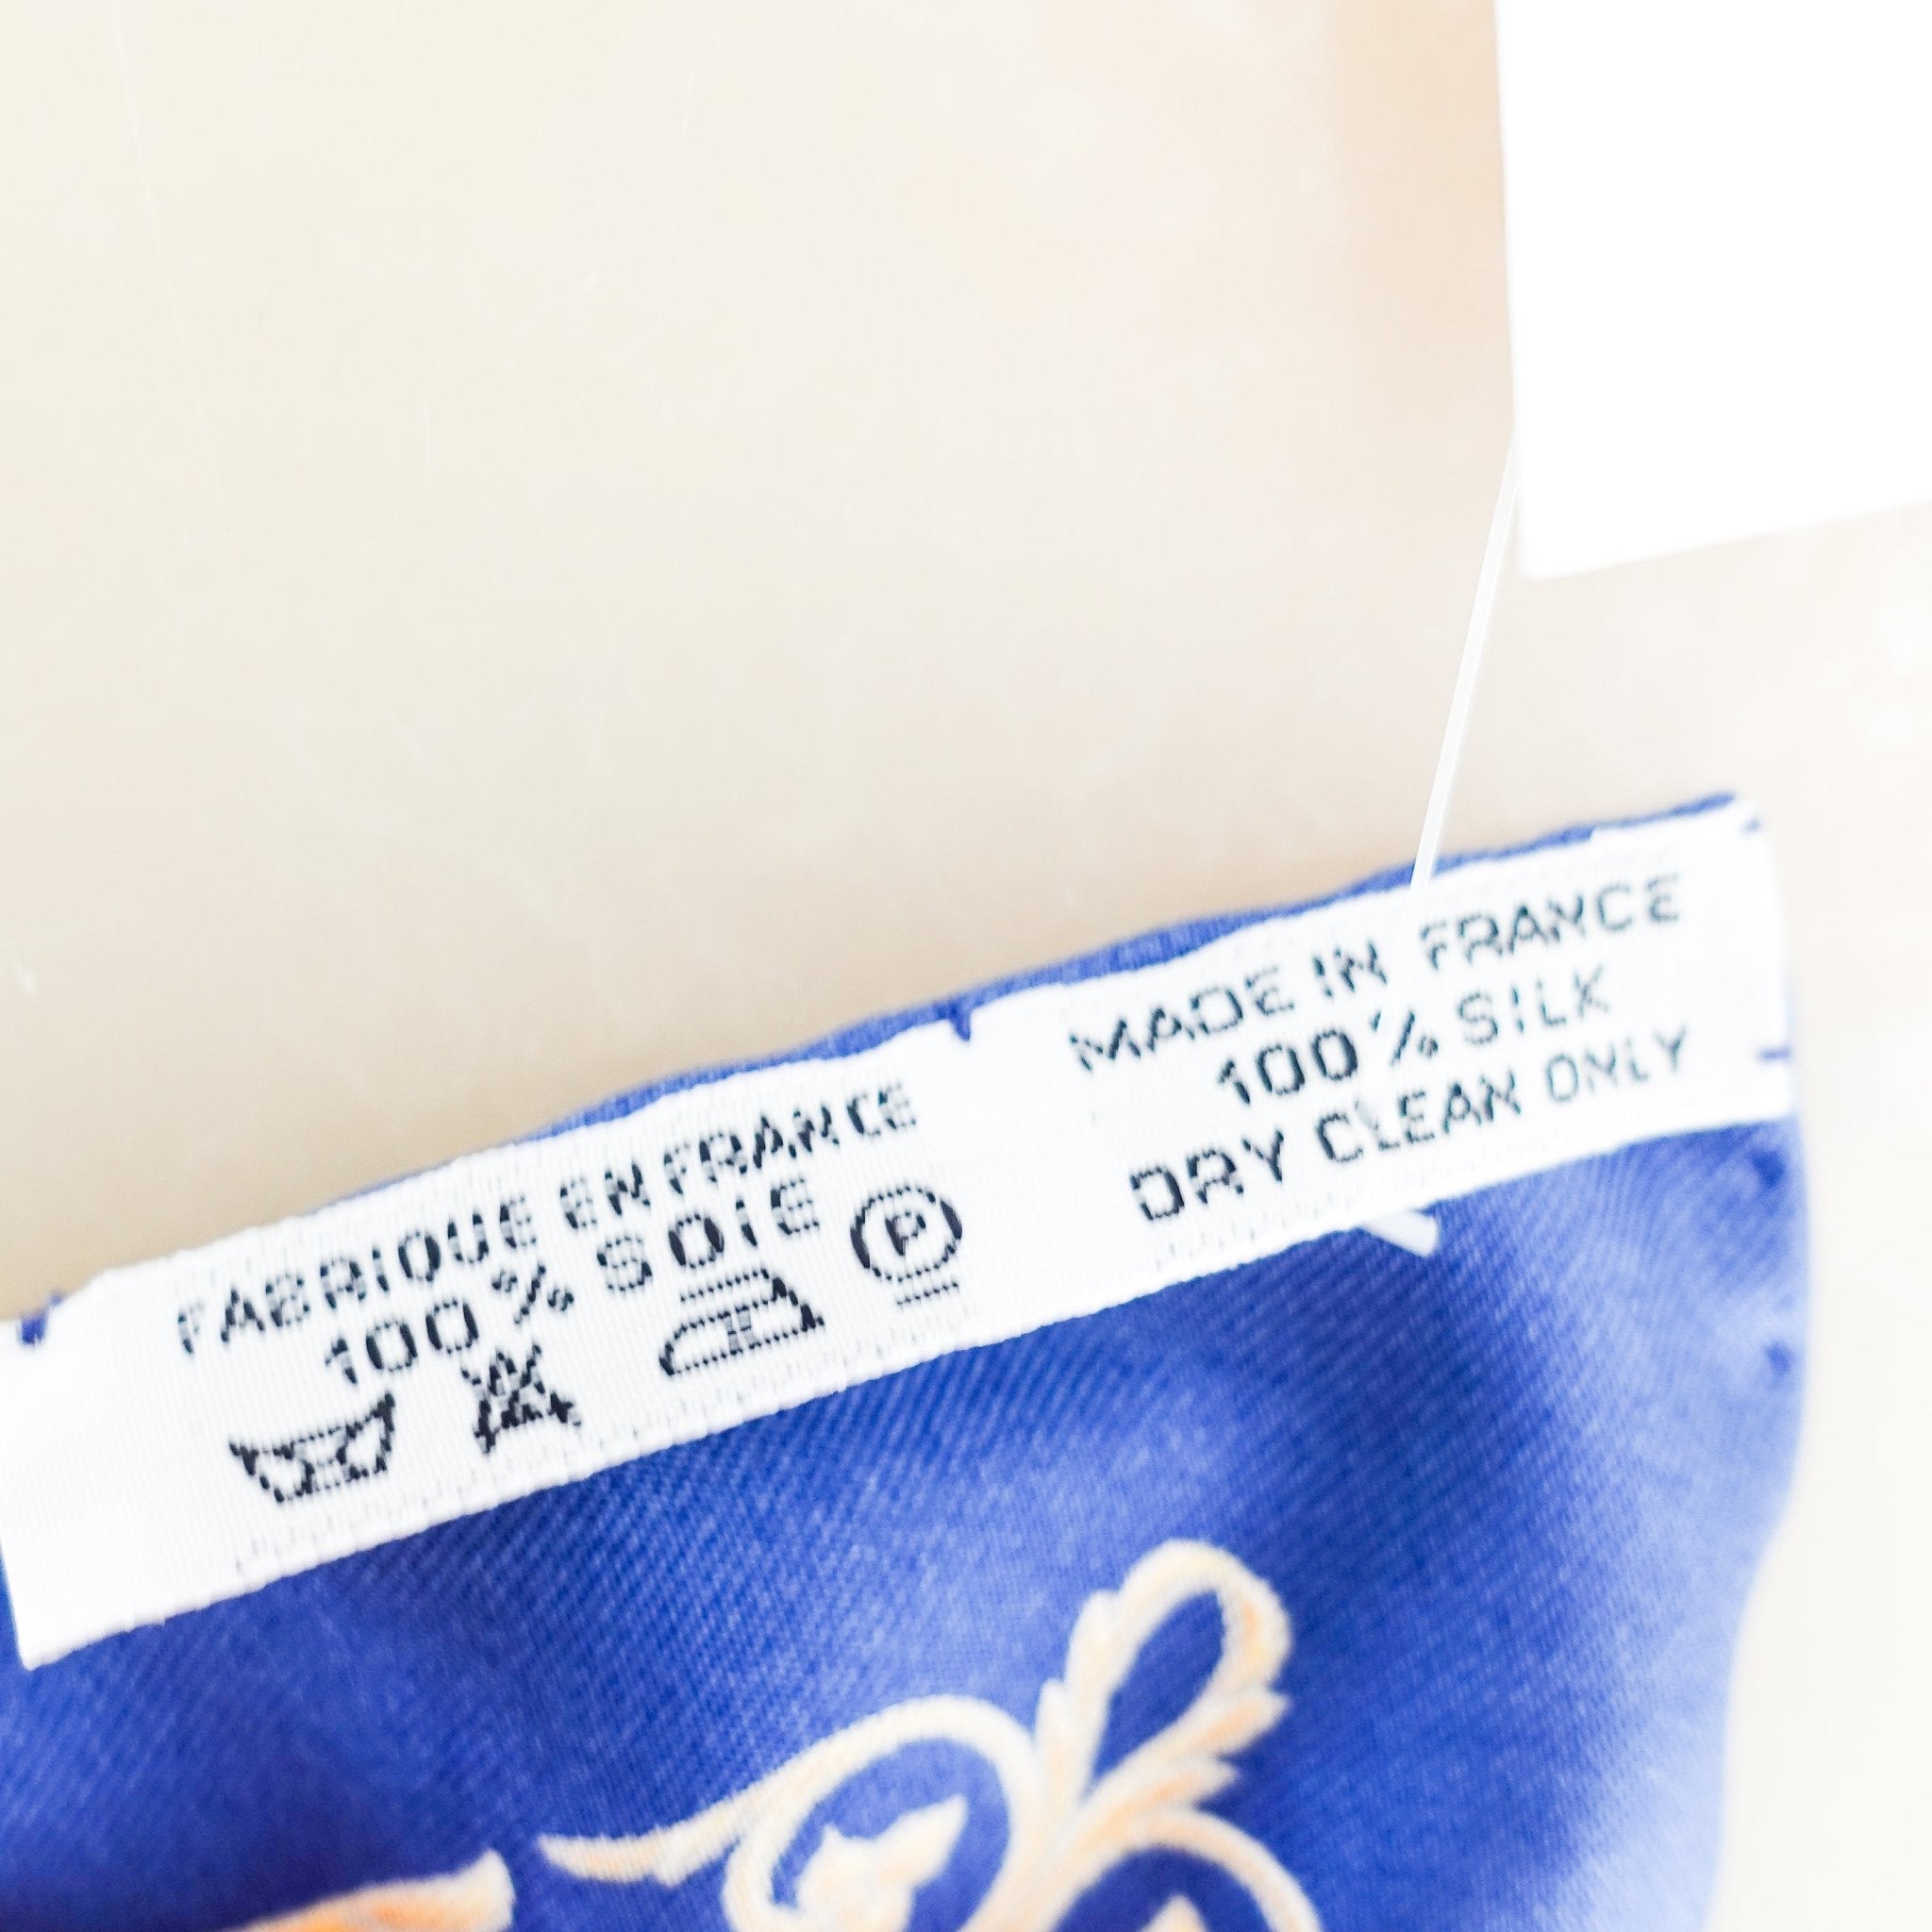 FABRIQUE EN FRANCE
100% SOIE
P
MADE IN FRANCE
100% SILK
DRY CLEAN ONLY